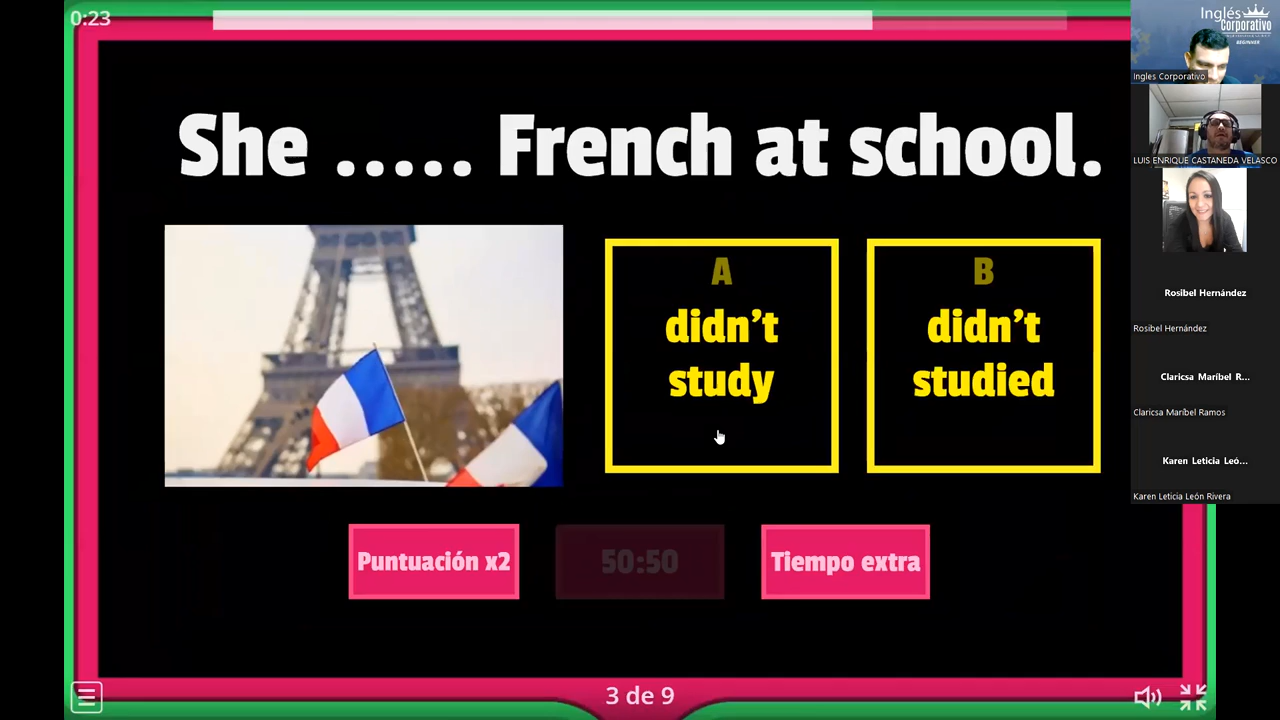 0:23
She ..... French at school.
A
didn't
study
B
didn't
studied
Puntuación x2
50:50
Tiempo extra
3 de 9
Inglés
Corporativo
BEGINNER
Ingles Corporativo
LUIS ENRIQUE CASTANEDA VELASCO
Rosibel Hernández
Rosibel Hernández
Claricsa Maríbel R...
Claricsa Maríbel Ramos
Karen Leticia Leó...
Karen Leticia León Rivera